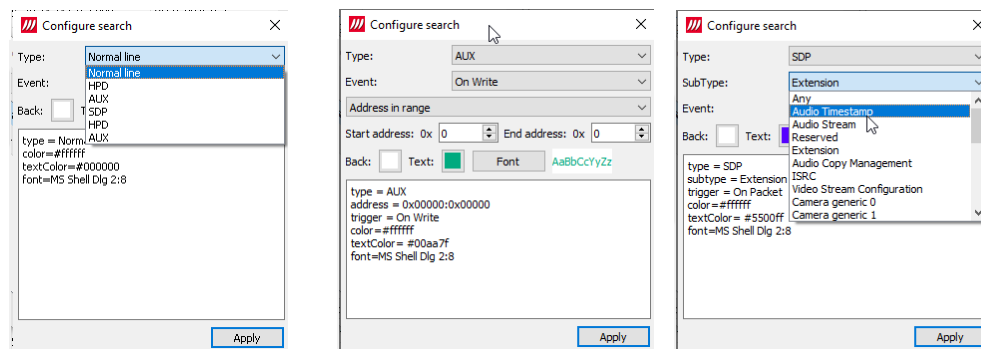 Configure search
Type: Normal line
Normal line
HPD
AUX
SDP
HPD
AUX
Event:
Back:
type = Norm
color=#ffffff
textColor=#000000
font=MS Shell Dlg 2:8
Apply
Configure search
Type: AUX
Event: On Write
Address in range
Start address: 0x 0 End address: 0x 0
Back: Text: Font AaBbCcYyZz
type = AUX
address = 0x00000:0x00000
trigger = On Write
color=#ffffff
textColor= #00aa7f
font=MS Shell Dlg 2:8
Apply
Configure search
Type: SDP
SubType: Extension
Any
Audio Timestamp
Audio Stream
Reserved
Extension
Audio Copy Management
ISRC
Video Stream Configuration
Camera generic 0
Camera generic 1
Event:
Back: Text:
type = SDP
subtype = Extension
trigger = On Packet
color=#ffffff
textColor= #5500ff
font=MS Shell Dlg 2:8
Apply